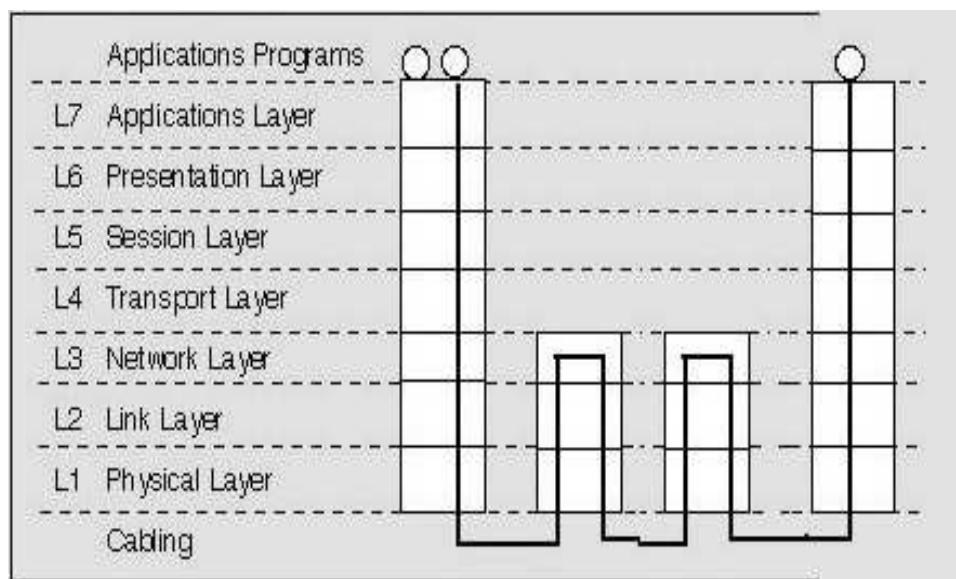 Applications Programs
L7 Applications Layer
L6 Presentation Layer
L5 Session Layer
L4 Transport Layer
L3 Network Layer
L2 Link Layer
L1 Physical Layer
Cabling